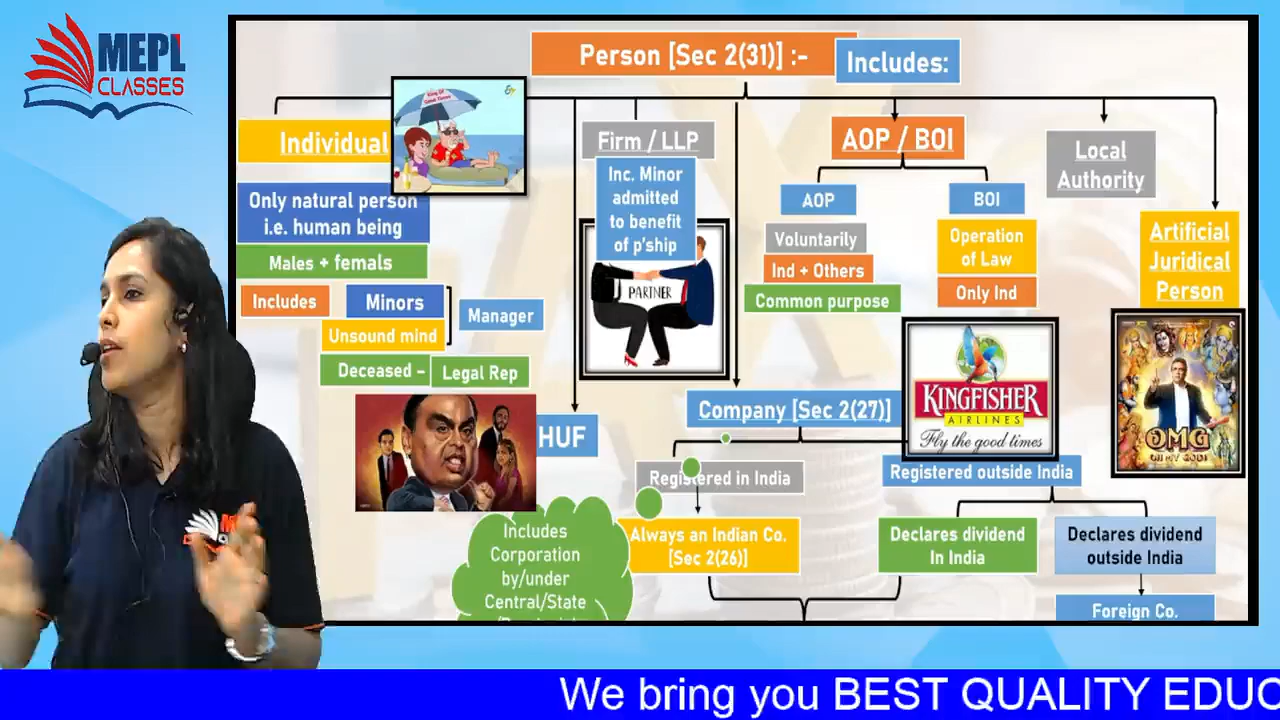 MEPL
CLASSES
Person [Sec 2(31)] :-
Includes:
Individual
Only natural person
i.e. human being
Males + femals
Includes
Minors
Unsound mind
Manager
Deceased –
Legal Rep
HUF
Firm / LLP
Inc. Minor
admitted
to benefit
of p'ship
PARTNER
AOP / BOI
AOP
Voluntarily
Ind + Others
Common purpose
BOI
Operation
of Law
Only Ind
Local
Authority
Artificial
Juridical
Person
OMG
OH MY GOD!
Company [Sec 2(27)]
KINGFISHER
AIRLINES
Fly the good times
Registered in India
Registered outside India
Includes
Corporation
by/under
Central/State
Always an Indian Co.
[Sec 2(26)]
Declares dividend
In India
Declares dividend
outside India
Foreign Co.
We bring you BEST QUALITY EDUC